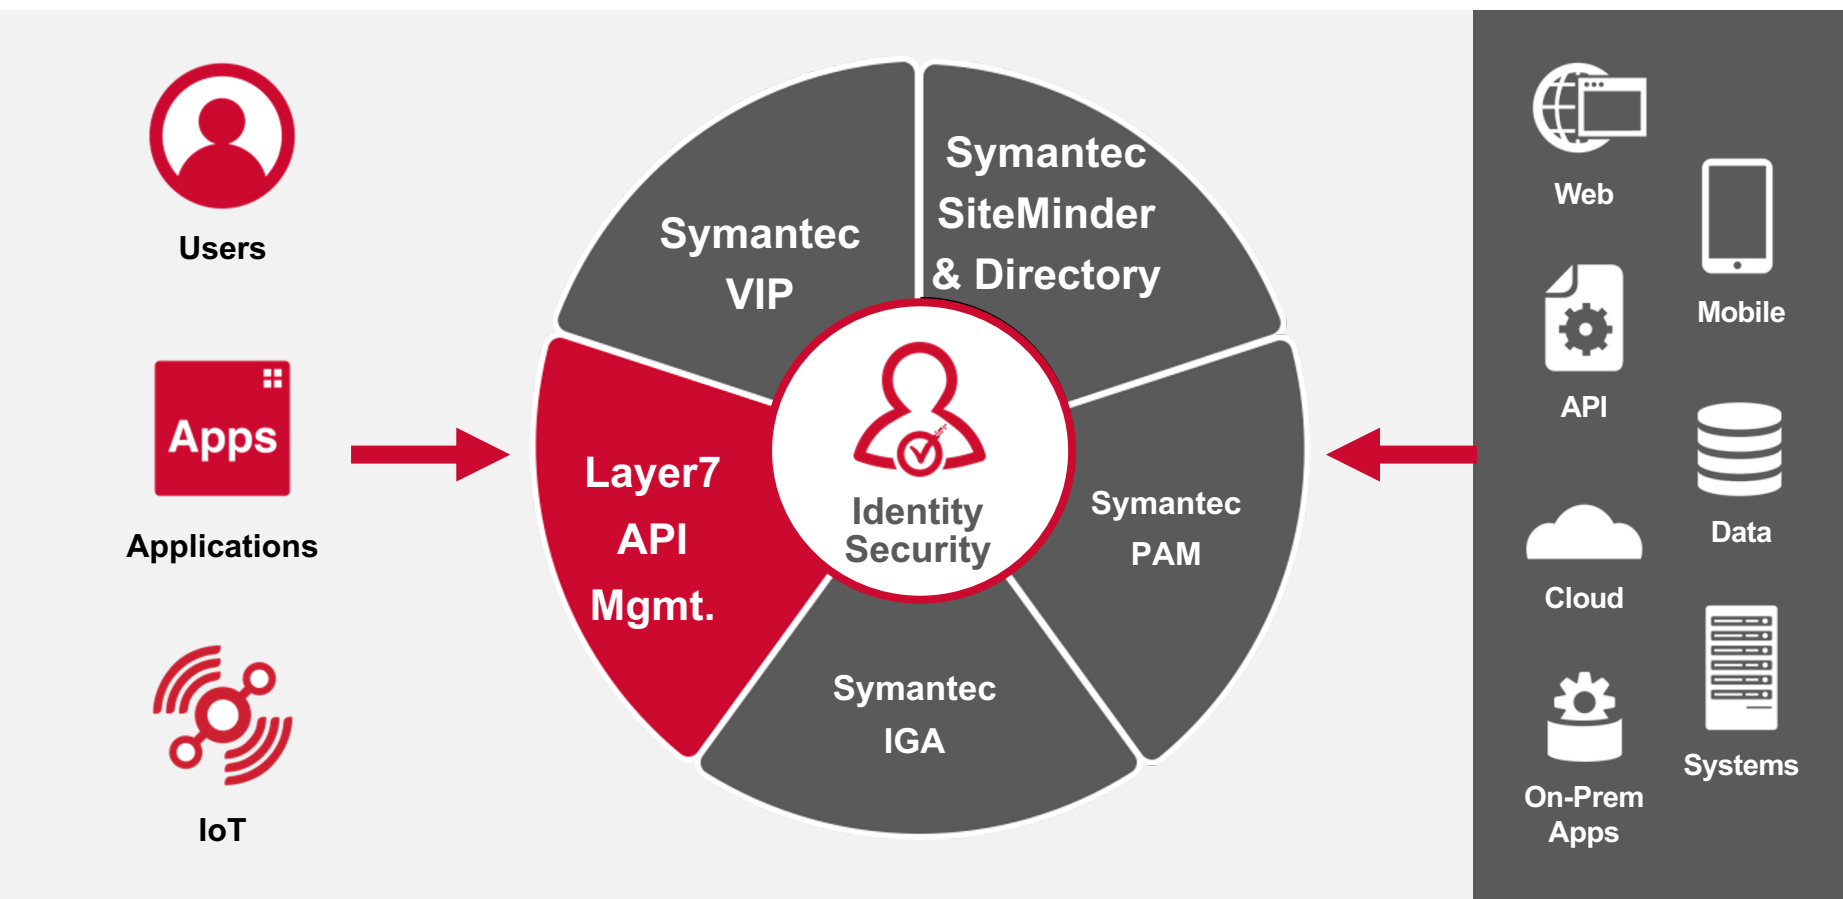 Users
Apps
Applications
IoT
Symantec
VIP
Symantec
SiteMinder
& Directory
Layer7
API
Mgmt.
Identity
Security
Symantec
PAM
Symantec
IGA
Web
Mobile
API
Data
Cloud
Systems
On-Prem
Apps